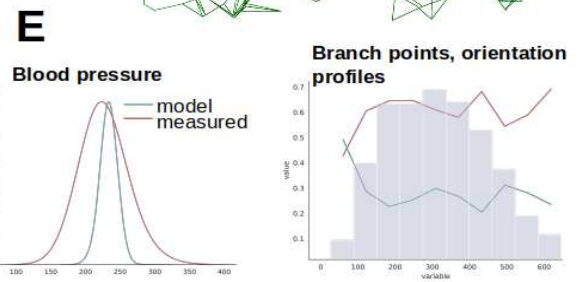 E
Blood pressure
model
measured
100 150 200 250 300 350 400
Branch points, orientation
profiles
0.7
0.6
0.5
0.4
0.3
0.2
0.1
value
0 100 200 300 400 500 600
variable